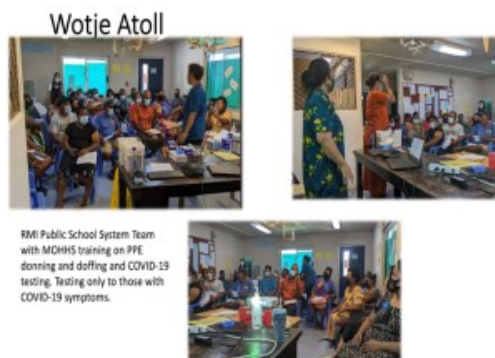 Wotje Atoll
RMI Public School System Team
with MOHHS training on PPE
donning and doffing and COVID-19
testing. Testing only to those with
COVID-19 symptoms.